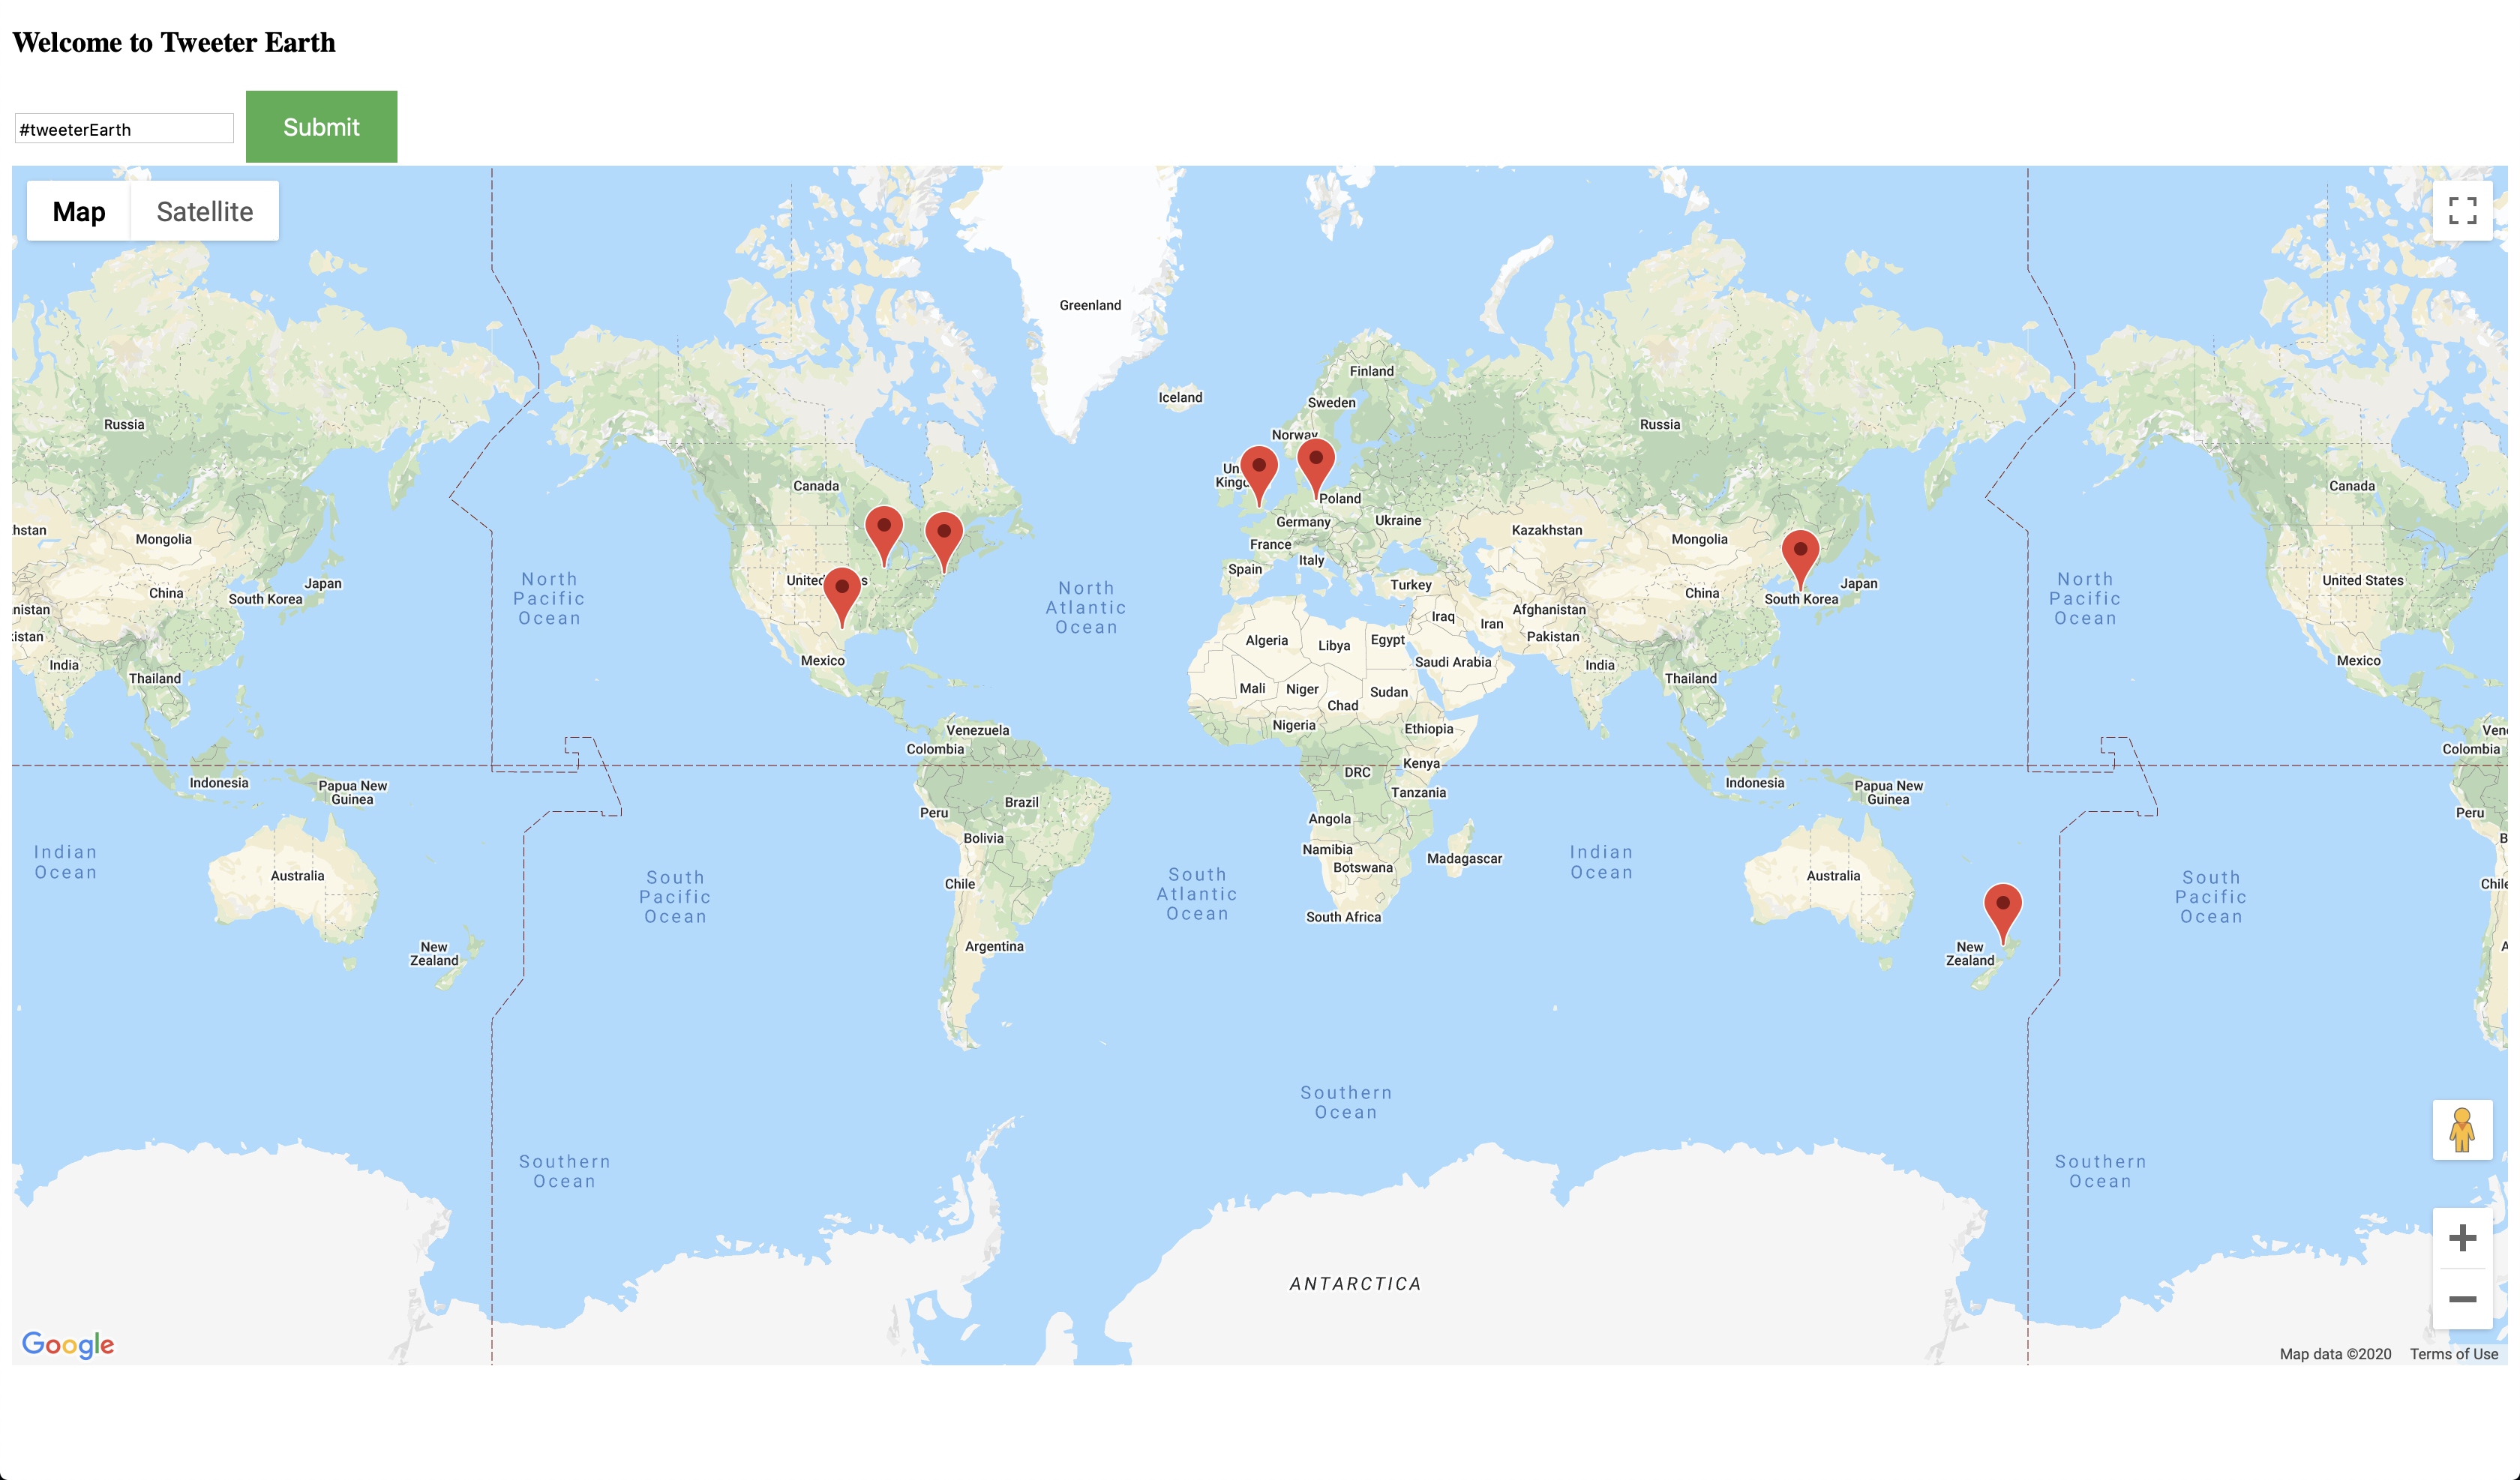 Welcome to Tweeter Earth
#tweeterEarth
Submit
Map
Satellite
Greenland
Iceland
Finland
Sweden
Norway
Russia
Russia
Un
Kingd
Poland
Canada
Canada
Germany
Ukraine
Kazakhstan
Mongolia
Mongolia
hstan
France
Italy
Spain
Turkey
Japan
Japan
China
China
South Korea
South Korea
United
s
United States
North
Pacific
Ocean
North
Atlantic
Ocean
North
Pacific
Ocean
nistan
istan
Afghanistan
Iraq
Iran
Pakistan
Algeria
Libya
Egypt
Saudi Arabia
India
India
Mexico
Mexico
Thailand
Thailand
Mali
Niger
Sudan
Chad
Nigeria
Ethiopia
Venezuela
Colombia
Ven
Colombia
Kenya
DRC
Tanzania
Indonesia
Indonesia
Papua New
Guinea
Papua New
Guinea
Brazil
Peru
Peru
Angola
Bolivia
B
Namibia
Botswana
Madagascar
Indian
Ocean
Indian
Ocean
Australia
Australia
Chile
Chile
South
Pacific
Ocean
South
Atlantic
Ocean
South
Pacific
Ocean
South Africa
New
Zealand
New
Zealand
Argentina
A
Southern
Ocean
Southern
Ocean
Southern
Ocean
ANTARCTICA
Google
Map data ©2020
Terms of Use